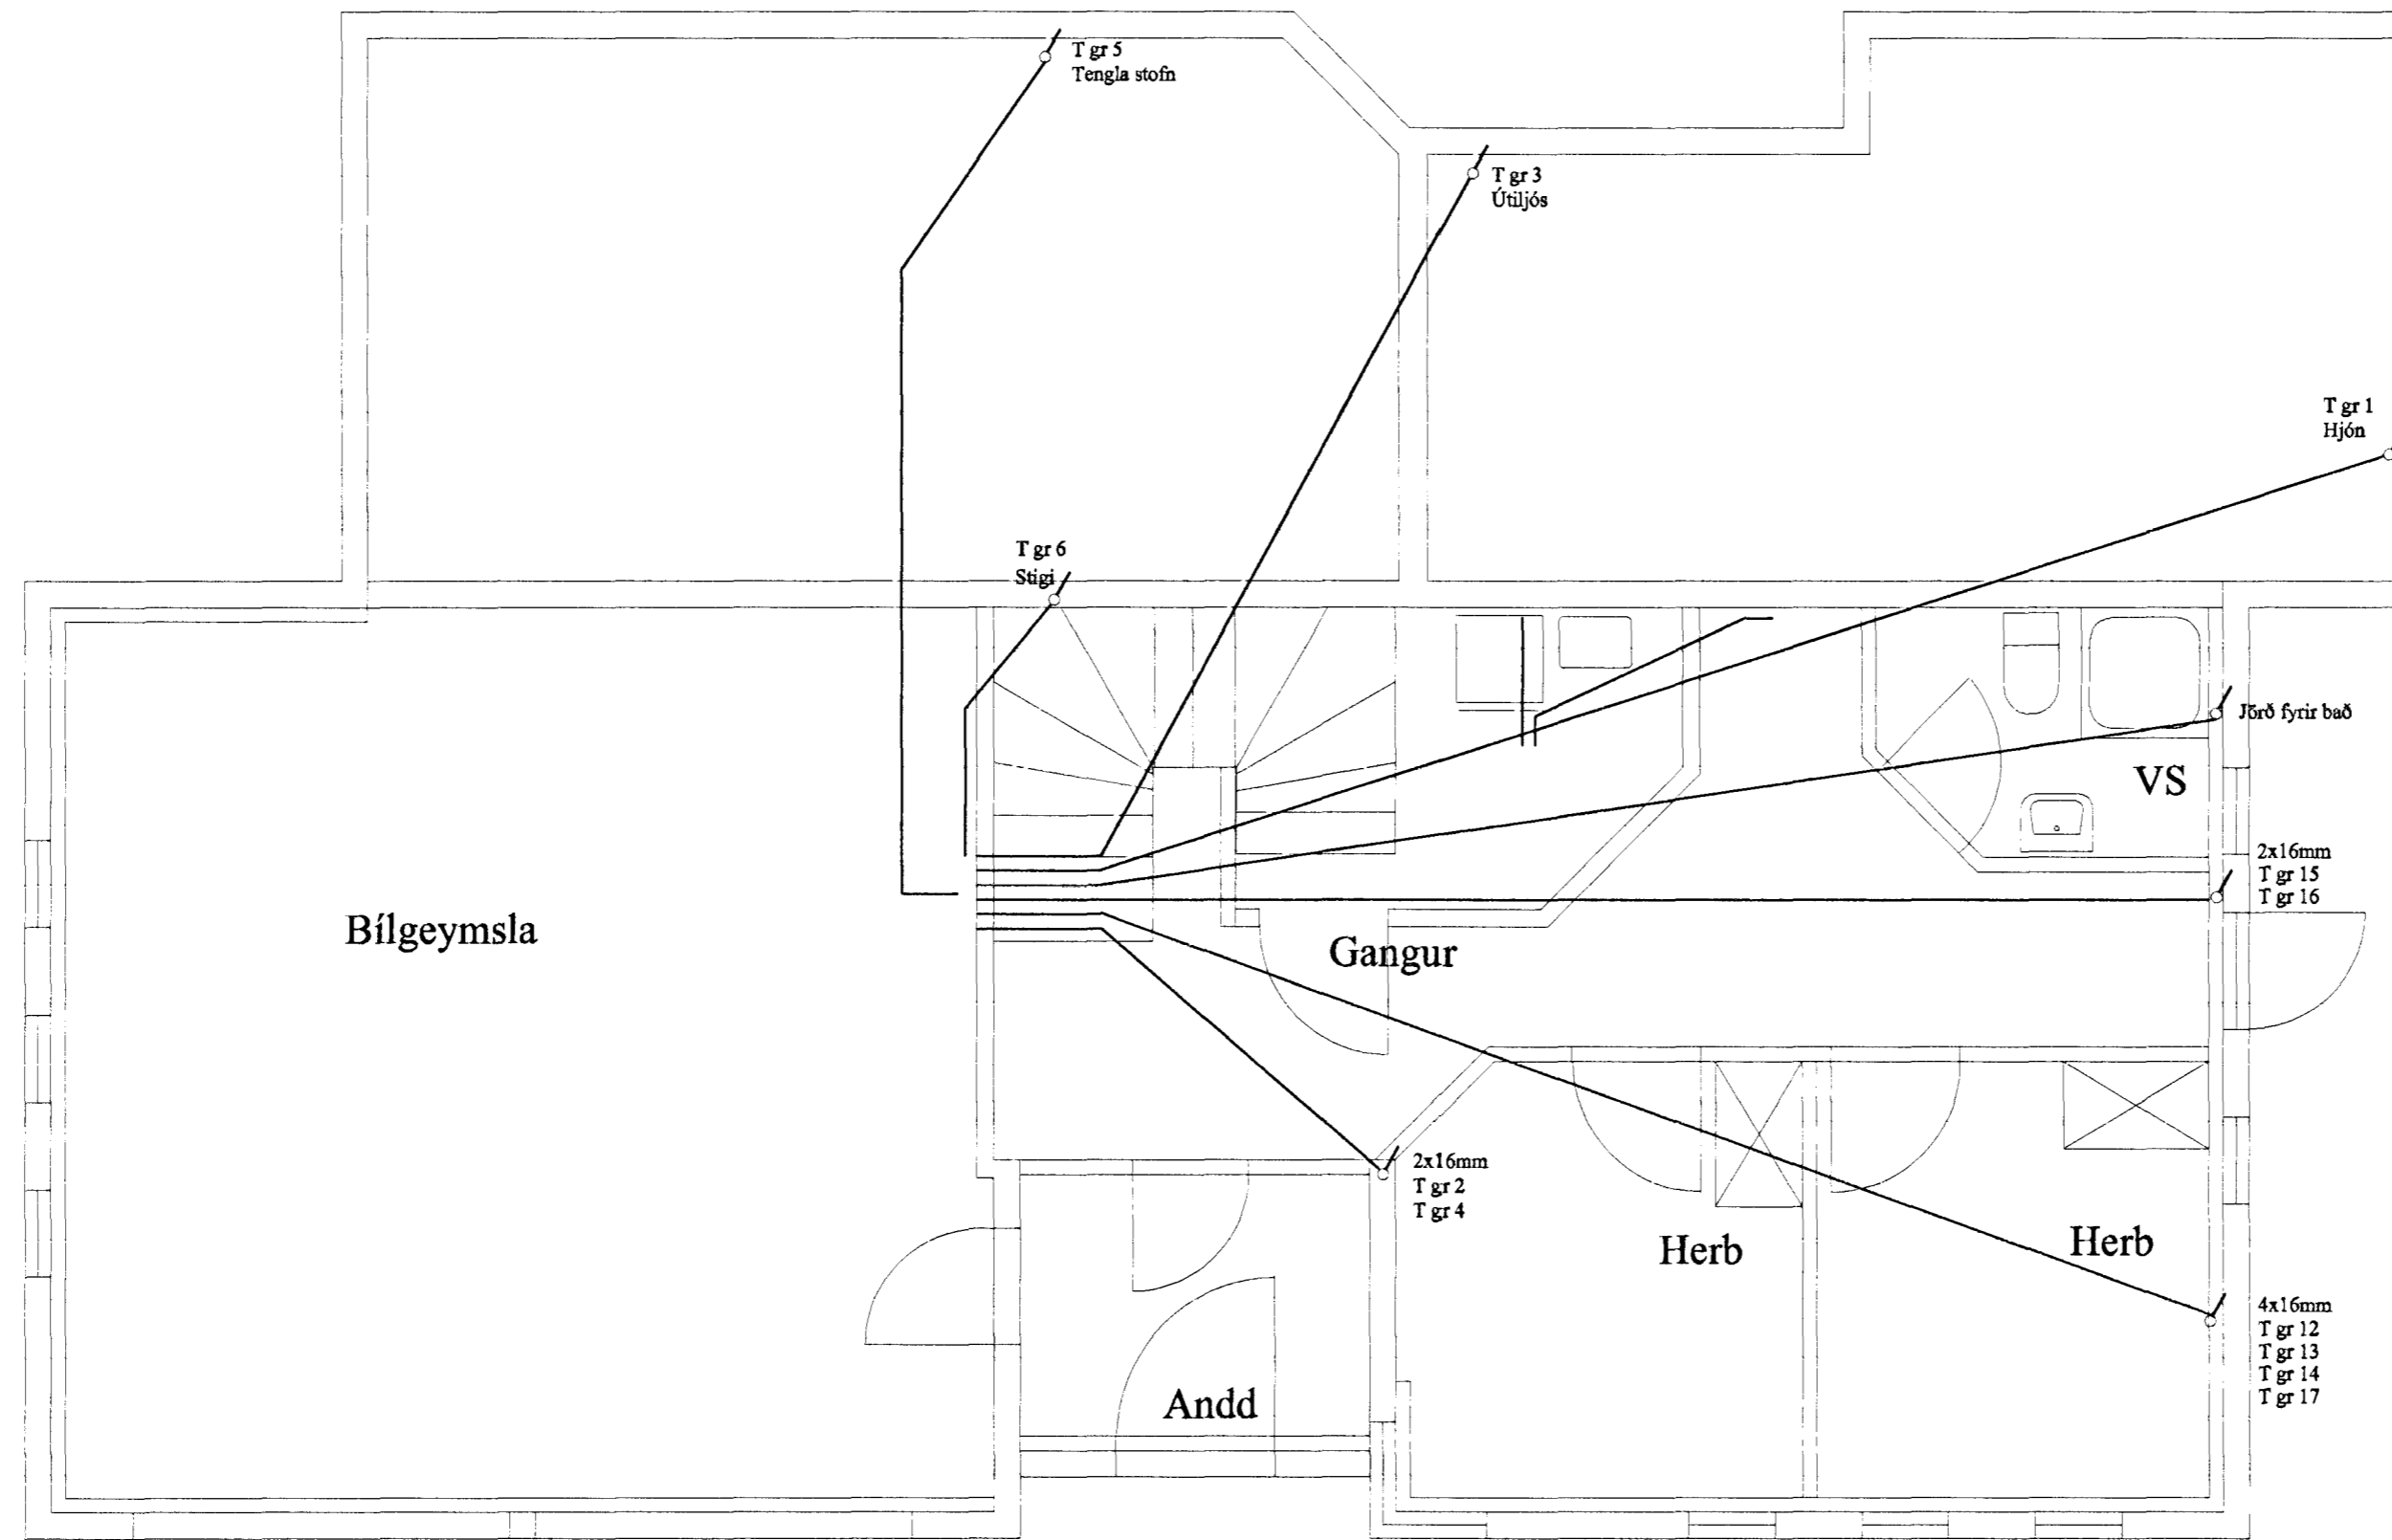 T gr 5
Tengla stofn
T gr 3
Útiljós
T gr 1
Hjón
T gr 6
Stigi
Jörð fyrir bað
VS
2x16mm
T gr 15
T gr 16
Bílgeymsla
Gangur
2x16mm
T gr 2
T gr 4
Herb
Herb
4x16mm
T gr 12
T gr 13
T gr 14
T gr 17
Andd